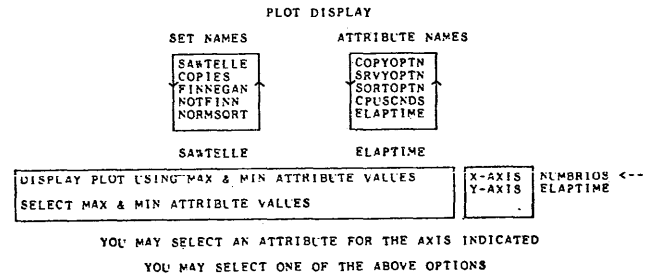 PLOT DISPLAY
SET NAMES ATTRIBUTE NAMES
SAWTELLE COPYOPTN
COPIES SRVYOPTN
FINNEGAN SORTOPTN
NOTFINN CPUSCNDS
NORMSORT ELAPTIME
SAWTELLE ELAPTIME
DISPLAY PLOT USING MAX & MIN ATTRIBUTE VALUES X-AXIS NUMBRIOS <--
Y-AXIS ELAPTIME
SELECT MAX & MIN ATTRIBUTE VALUES
YOU MAY SELECT AN ATTRIBUTE FOR THE AXIS INDICATED
YOU MAY SELECT ONE OF THE ABOVE OPTIONS